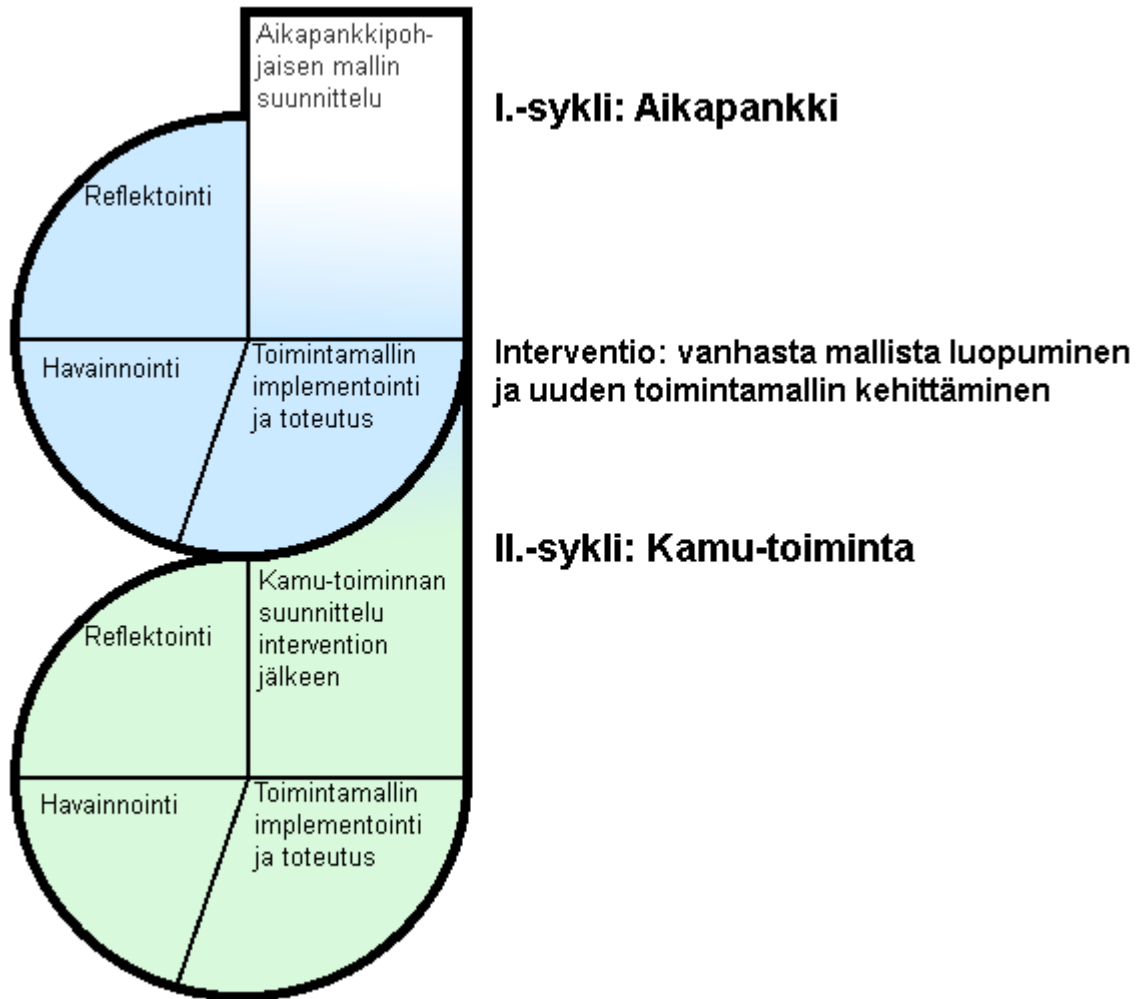 Aikapankkipoh-
jaisen mallin
suunnittelu
I.-sykli: Aikapankki
Reflektointi
Havainnointi
Toimintamallin
implementointi
ja toteutus
Interventio: vanhasta mallista luopuminen
ja uuden toimintamallin kehittäminen
II.-sykli: Kamu-toiminta
Kamu-toiminnan
suunnittelu
intervention
jälkeen
Reflektointi
Havainnointi
Toimintamallin
implementointi
ja toteutus